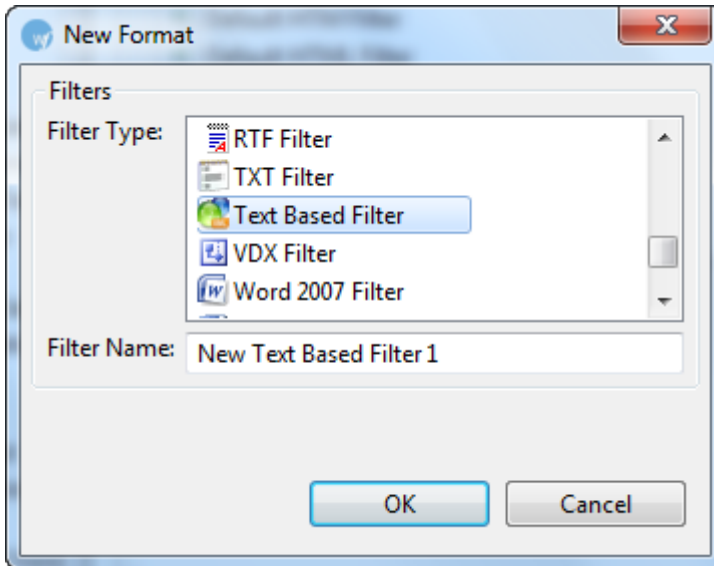 New Format
Filters
Filter Type:
RTF Filter
TXT Filter
Text Based Filter
VDX Filter
Word 2007 Filter
Filter Name:
New Text Based Filter 1
OK
Cancel